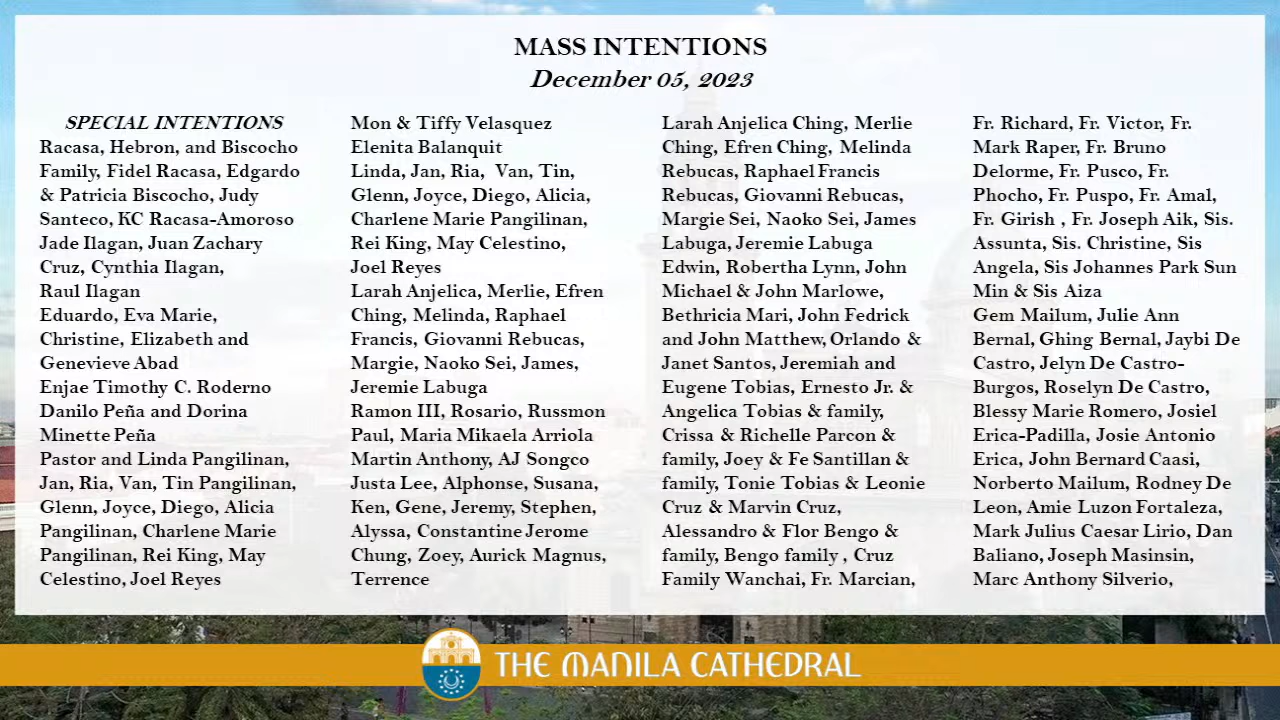 MASS INTENTIONS
December 05, 2023
SPECIAL INTENTIONS
Racasa, Hebron, and Biscocho
Family, Fidel Racasa, Edgardo
& Patricia Biscocho, Judy
Santeco, KC Racasa-Amoroso
Jade Ilagan, Juan Zachary
Cruz, Cynthia Ilagan,
Raul Ilagan
Eduardo, Eva Marie,
Christine, Elizabeth and
Genevieve Abad
Enjae Timothy C. Roderno
Danilo Peña and Dorina
Minette Peña
Pastor and Linda Pangilinan,
Jan, Ria, Van, Tin Pangilinan,
Glenn, Joyce, Diego, Alicia
Pangilinan, Charlene Marie
Pangilinan, Rei King, May
Celestino, Joel Reyes
Mon & Tiffy Velasquez
Elenita Balanquit
Linda, Jan, Ria, Van, Tin,
Glenn, Joyce, Diego, Alicia,
Charlene Marie Pangilinan,
Rei King, May Celestino,
Joel Reyes
Larah Anjelica, Merlie, Efren
Ching, Melinda, Raphael
Francis, Giovanni Rebucas,
Margie, Naoko Sei, James,
Jeremie Labuga
Ramon III, Rosario, Russmon
Paul, Maria Mikaela Arriola
Martin Anthony, AJ Songco
Justa Lee, Alphonse, Susana,
Ken, Gene, Jeremy, Stephen,
Alyssa, Constantine Jerome
Chung, Zoey, Aurick Magnus,
Terrence
Larah Anjelica Ching, Merlie
Ching, Efren Ching, Melinda
Rebucas, Raphael Francis
Rebucas, Giovanni Rebucas,
Margie Sei, Naoko Sei, James
Labuga, Jeremie Labuga
Edwin, Robertha Lynn, John
Michael & John Marlowe,
Bethricia Mari, John Fedrick
and John Matthew, Orlando &
Janet Santos, Jeremiah and
Eugene Tobias, Ernesto Jr. &
Angelica Tobias & family,
Crissa & Richelle Parcon &
family, Joey & Fe Santillan &
family, Tonie Tobias & Leonie
Cruz & Marvin Cruz,
Alessandro & Flor Bengo &
family, Bengo family , Cruz
Family Wanchai, Fr. Marcian,
Fr. Richard, Fr. Victor, Fr.
Mark Raper, Fr. Bruno
Delorme, Fr. Pusco, Fr.
Phocho, Fr. Puspo, Fr. Amal,
Fr. Girish , Fr. Joseph Aik, Sis.
Assunta, Sis. Christine, Sis
Angela, Sis Johannes Park Sun
Min & Sis Aiza
Gem Mailum, Julie Ann
Bernal, Ghing Bernal, Jaybi De
Castro, Jelyn De Castro-
Burgos, Roselyn De Castro,
Blessy Marie Romero, Josiel
Erica-Padilla, Josie Antonio
Erica, John Bernard Caasi,
Norberto Mailum, Rodney De
Leon, Amie Luzon Fortaleza,
Mark Julius Caesar Lirio, Dan
Baliano, Joseph Masinsin,
Marc Anthony Silverio,
THE MANILA CATHEDRAL